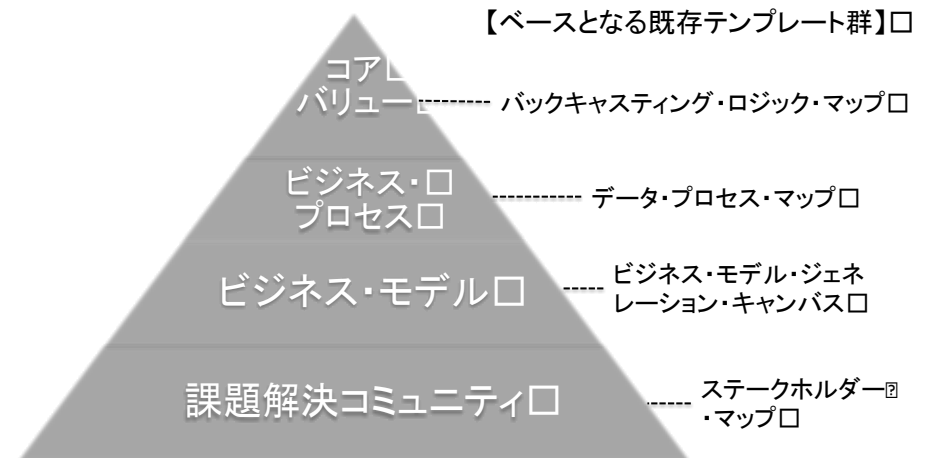 【ベースとなる既存テンプレート群】□
コア□
バリュー□
バックキャスティング・ロジック・マップ□
ビジネス・□
プロセス□
データ・プロセス・マップ□
ビジネス・モデル□
ビジネス・モデル・ジェネ
レーション・キャンバス□
課題解決コミュニティ□
ステークホルダー⍰
・マップ□